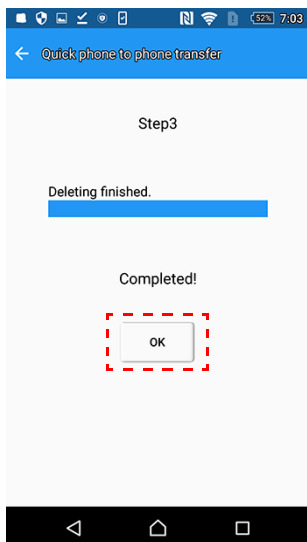 52% 7:03
Quick phone to phone transfer
Step3
Deleting finished.
Completed!
OK